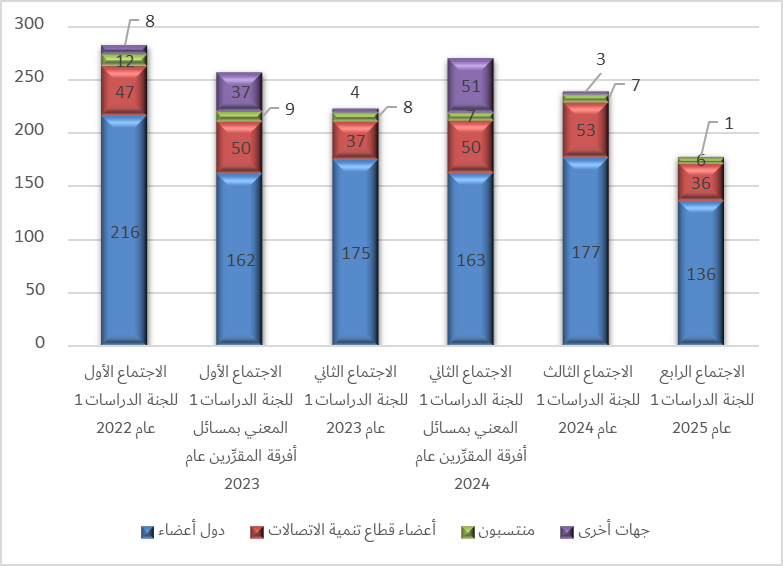 300
250
200
150
100
50
0
8
12
47
216
37
9
50
162
4
8
37
175
51
7
50
163
3
7
53
177
1
6
36
136
الاجتماع الأول
للجنة الدراسات 1
عام 2022
الاجتماع الأول
للجنة الدراسات 1
المعني بمسائل
أفرقة المقرِّرين عام
2023
الاجتماع الثاني
للجنة الدراسات 1
عام 2023
الاجتماع الثاني
للجنة الدراسات 1
المعني بمسائل
أفرقة المقرِّرين عام
2024
الاجتماع الثالث
للجنة الدراسات 1
عام 2024
الاجتماع الرابع
للجنة الدراسات 1
عام 2025
دول أعضاء
أعضاء قطاع تنمية الاتصالات
منتسبون
جهات أخرى